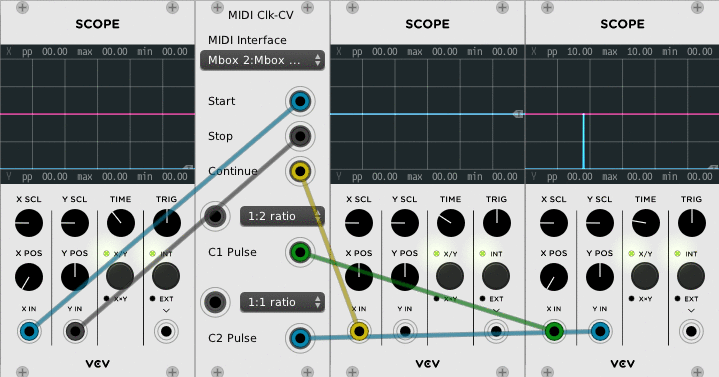 SCOPE
X pp 00.00 max 00.00 min 00.00
Y pp 00.00 max 00.00 min 00.00
X SCL Y SCL TIME TRIG
X POS Y POS X/Y INT
X×Y EXT
X IN Y IN
VCV
MIDI Clk-CV
MIDI Interface
Mbox 2:Mbox ...
Start
Stop
Continue
1:2 ratio
C1 Pulse
1:1 ratio
C2 Pulse
SCOPE
X pp 00.00 max 00.00 min 00.00
Y pp 00.00 max 00.00 min 00.00
X SCL Y SCL TIME TRIG
X POS Y POS X/Y INT
X×Y EXT
X IN Y IN
VCV
SCOPE
X pp 10.00 max 00.00 min 00.00
Y pp 00.00 max 00.00 min 00.00
X SCL Y SCL TIME TRIG
X POS Y POS X/Y INT
X×Y EXT
X IN Y IN
VCV